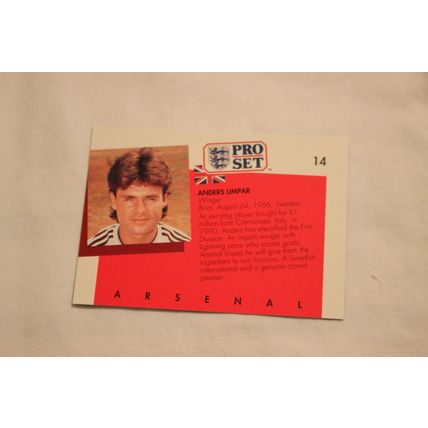 PRO
SET™
14
ANDERS LIMPAR
Winger
Born: August 24, 1966, Sweden
An exciting player bought for £1
million from Cremonese, Italy, in
1990, Anders has electrified the First
Division. An impish winger with
lightning pace who scores goals.
Arsenal hopes he will give them the
ingredient to win honours. A Swedish
international and a genuine crowd
pleaser.
ARSENAL